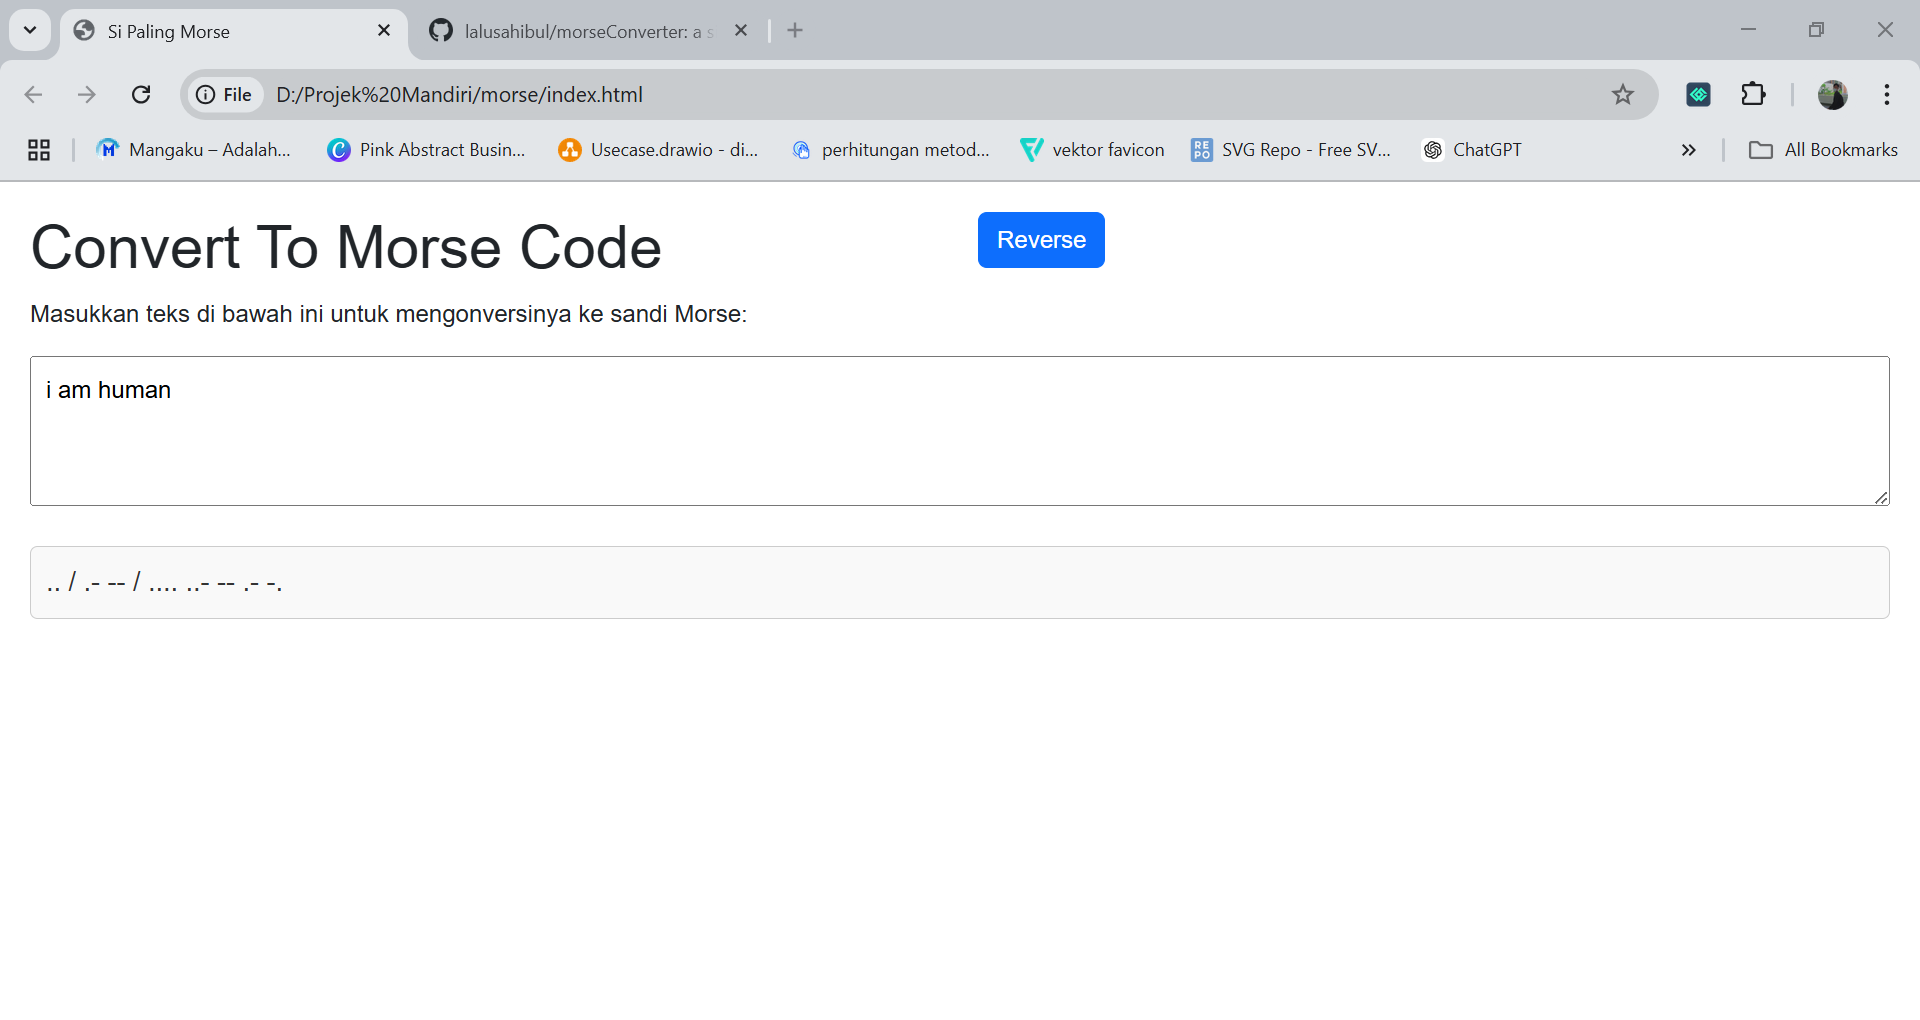 Si Paling Morse
lalusahibul/morseConverter: a s
File D:/Projek%20Mandiri/morse/index.html
Mangaku – Adalah... Pink Abstract Busin... Usecase.drawio - di... perhitungan metod... vektor favicon RE PO SVG Repo - Free SV... ChatGPT » All Bookmarks
Convert To Morse Code
Reverse
Masukkan teks di bawah ini untuk mengonversinya ke sandi Morse:
i am human
.. / .- -- / .... ..- -- .- -.